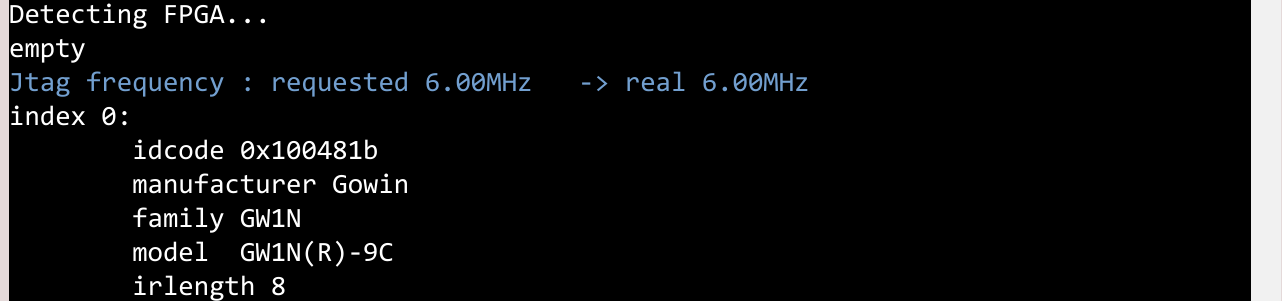 Detecting FPGA...
empty
Jtag frequency : requested 6.00MHz   -> real 6.00MHz
index 0:
        idcode 0x100481b
        manufacturer Gowin
        family GW1N
        model  GW1N(R)-9C
        irlength 8